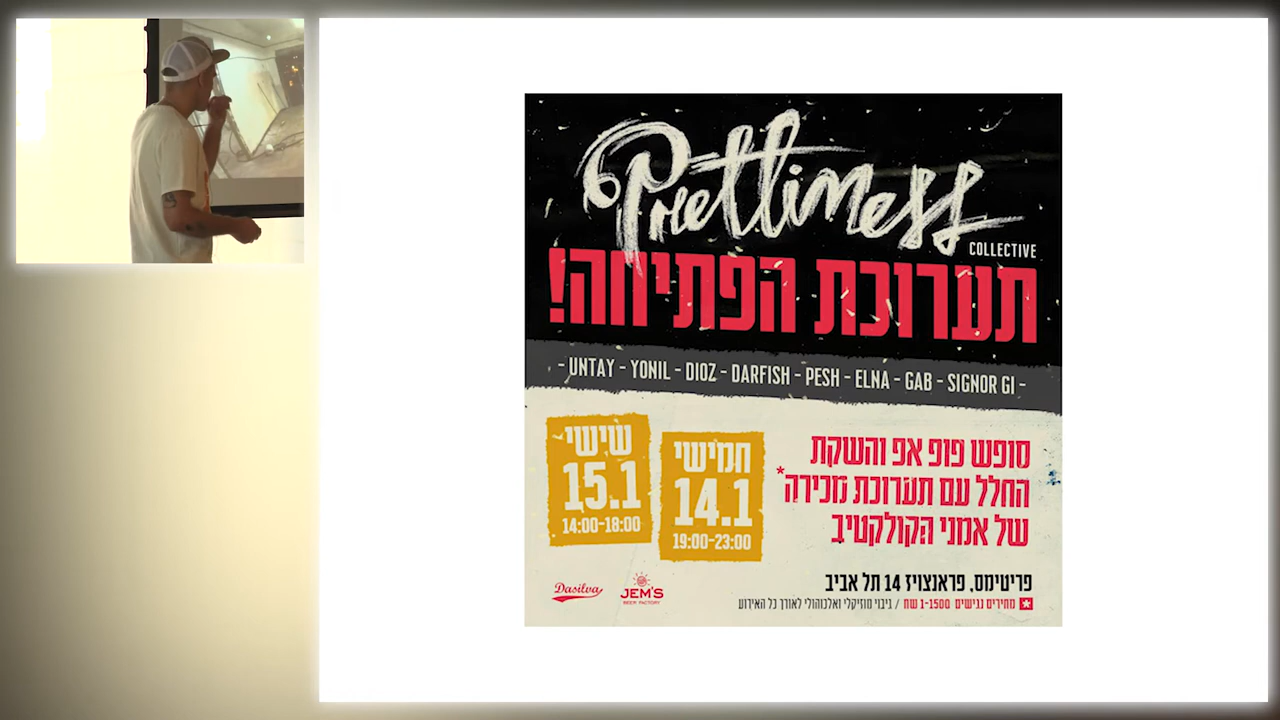 Prettiness
COLLECTIVE
תערוכת הפתיחה!
- UNTAY - YONIL - DIOZ - DARFISH - PESH - ELNA - GAB - SIGNOR GI -
סופש פופ אפ והשקת
החלל עם תערוכת מכירה*
של אמני הקולקטיב
חמישי
14.1
19:00-23:00
שישי
15.1
14:00-18:00
פריטימס, פראנצויז 14 תל אביב
* מחירים נגישים 1-1500 שח / גיבוי מוזיקלי ואלכוהולי לאורך כל האירוע
Dasilva
JEM'S
BEER FACTORY